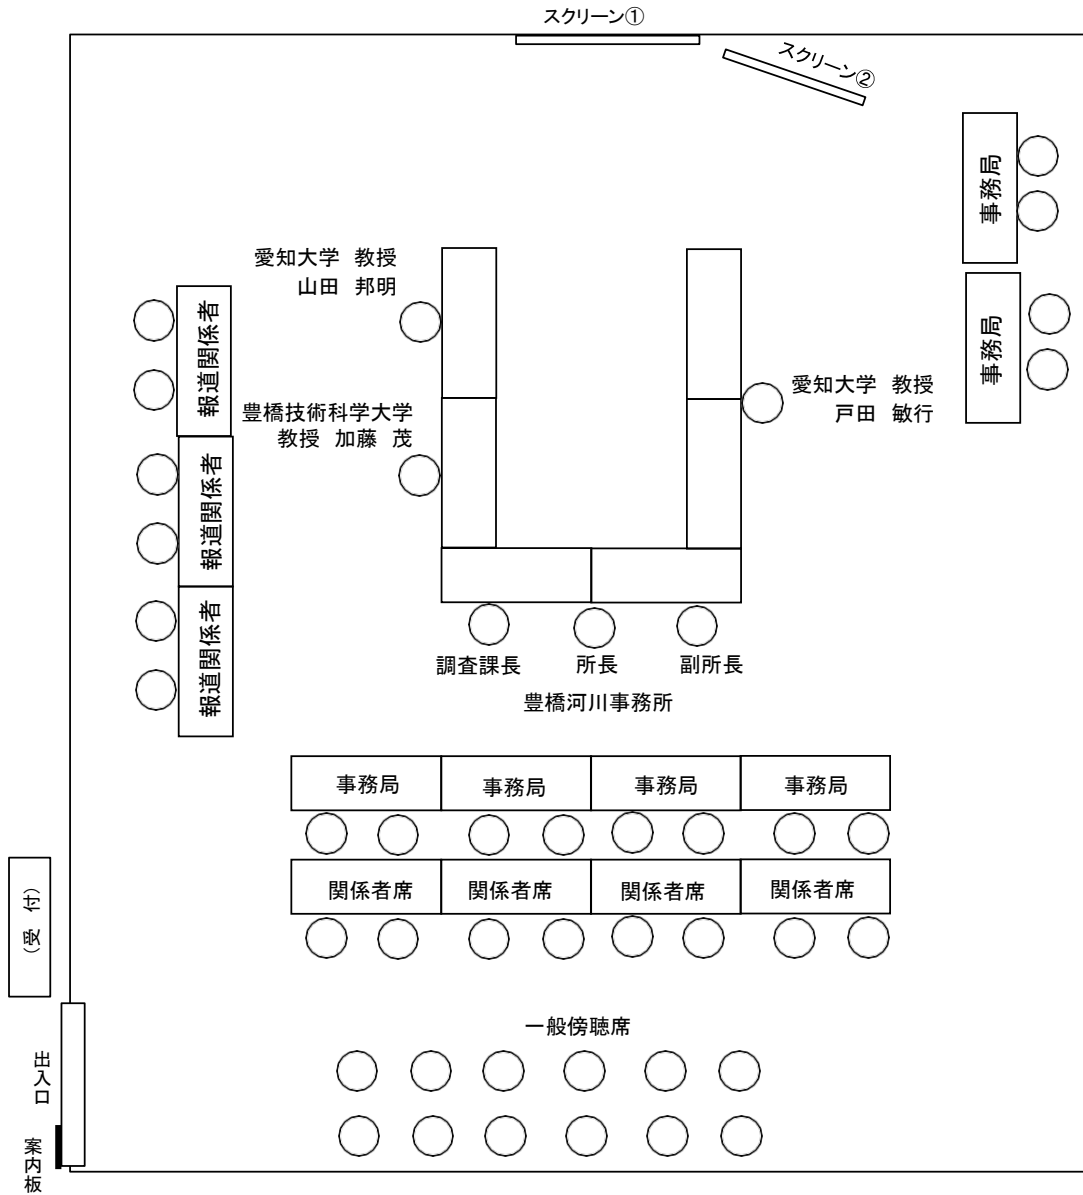 スクリーン①
スクリーン②
事務局
事務局
愛知大学 教授
山田 邦明
豊橋技術科学大学
教授 加藤 茂
愛知大学 教授
戸田 敏行
報道関係者
報道関係者
報道関係者
調査課長 所長 副所長
豊橋河川事務所
事務局 事務局 事務局 事務局
関係者席 関係者席 関係者席 関係者席
(受 付)
一般傍聴席
出入口
案内板